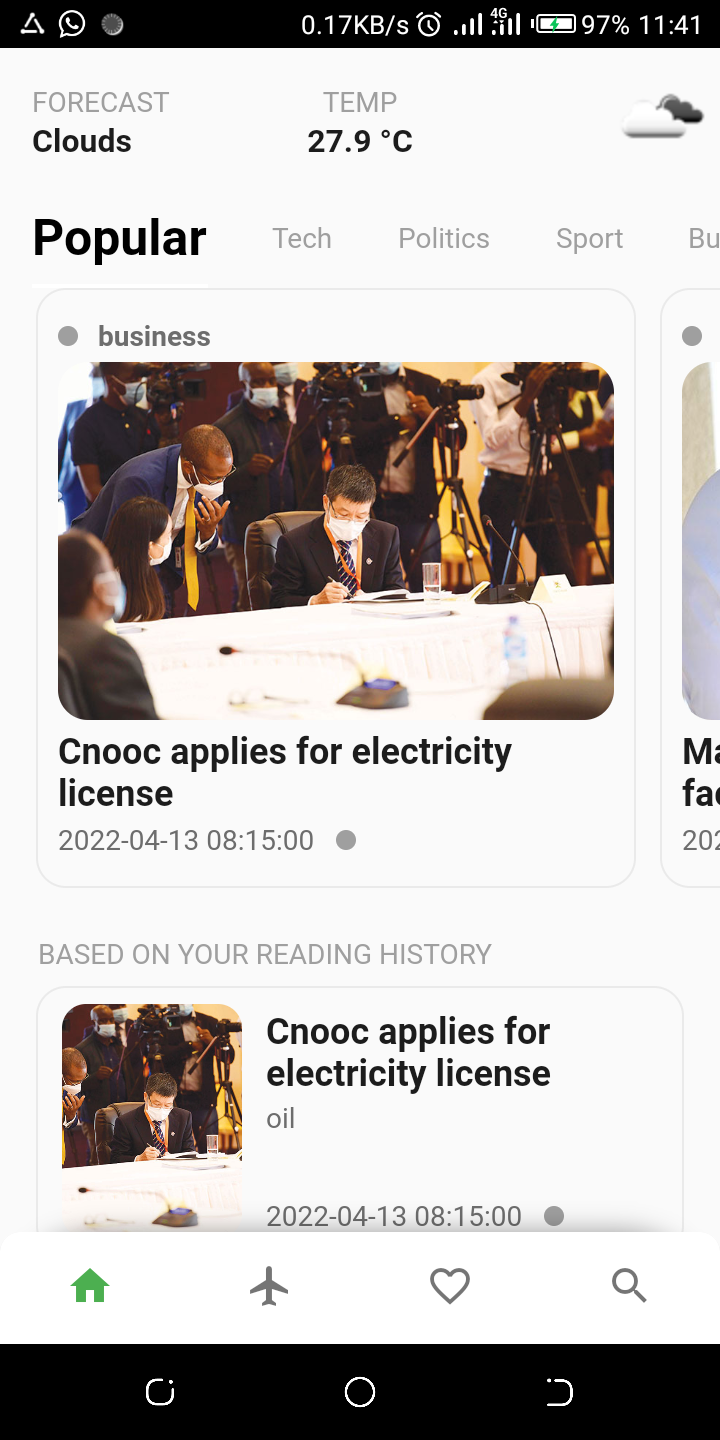 0.17KB/s 4G 97% 11:41
FORECAST TEMP
Clouds 27.9 °C
Popular Tech Politics Sport Bu
business
Cnooc applies for electricity
license
2022-04-13 08:15:00
Ma
fac
202
BASED ON YOUR READING HISTORY
Cnooc applies for
electricity license
oil
2022-04-13 08:15:00